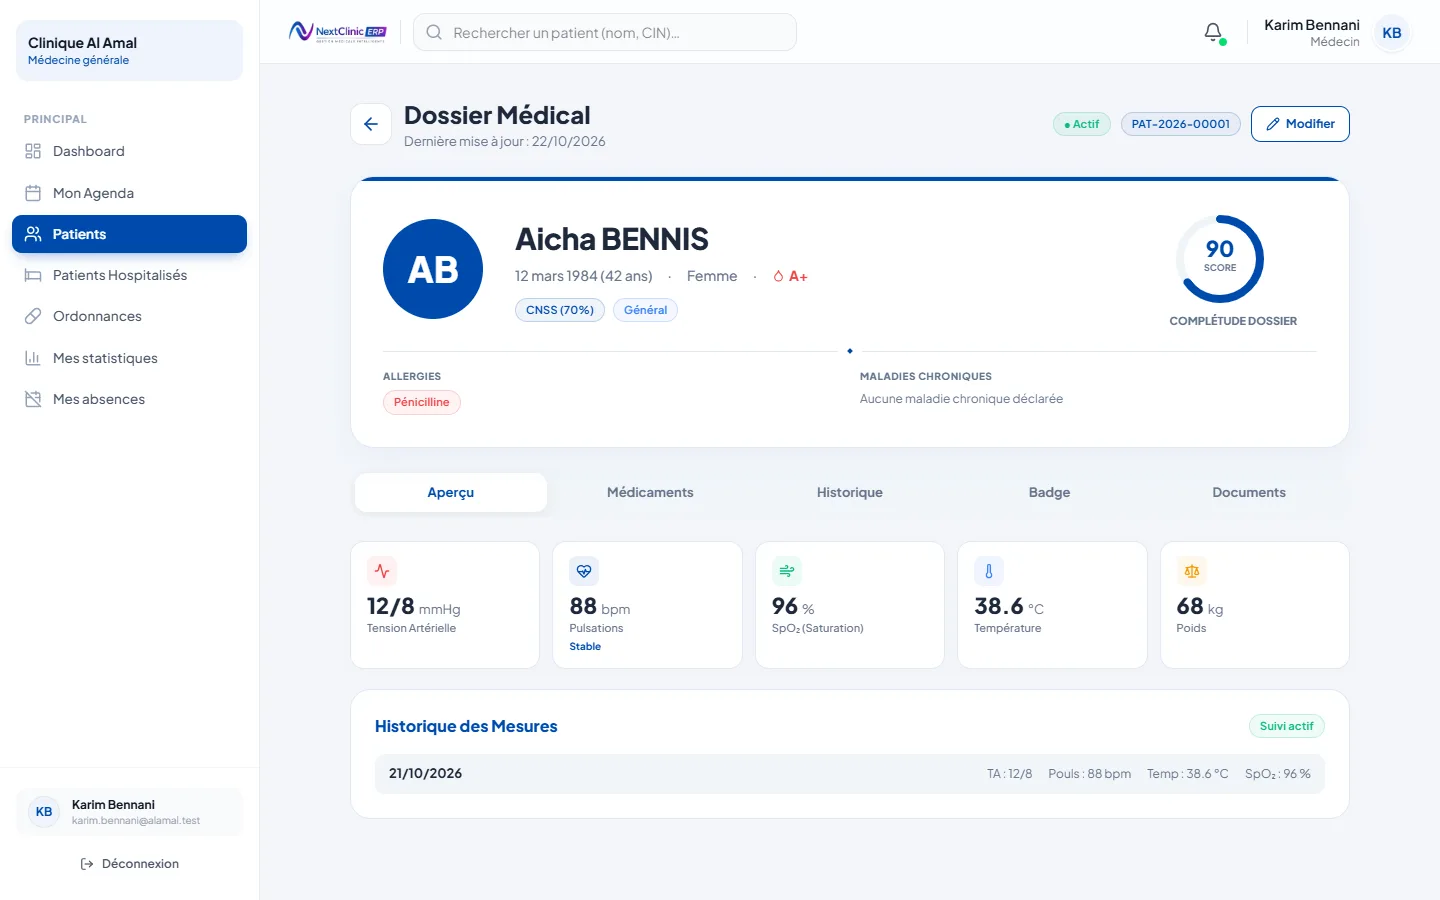 Clinique Al Amal
Médecine générale
PRINCIPAL
Dashboard
Mon Agenda
Patients
Patients Hospitalisés
Ordonnances
Mes statistiques
Mes absences
KB
Karim Bennani
karim.bennani@alamal.test
Déconnexion
NextClinic ERP
Rechercher un patient (nom, CIN)...
Karim Bennani
Médecin
KB
Dossier Médical
Dernière mise à jour : 22/10/2026
Actif
PAT-2026-00001
Modifier
AB
Aicha BENNIS
12 mars 1984 (42 ans) · Femme · A+
CNSS (70%) Général
90
SCORE
COMPLÉTUDE DOSSIER
ALLERGIES
Pénicilline
MALADIES CHRONIQUES
Aucune maladie chronique déclarée
Aperçu Médicaments Historique Badge Documents
12/8 mmHg
Tension Artérielle
88 bpm
Pulsations
Stable
96 %
SpO₂ (Saturation)
38.6 °C
Température
68 kg
Poids
Historique des Mesures
Suivi actif
21/10/2026 TA : 12/8 Pouls : 88 bpm Temp : 38.6 °C SpO₂ : 96 %